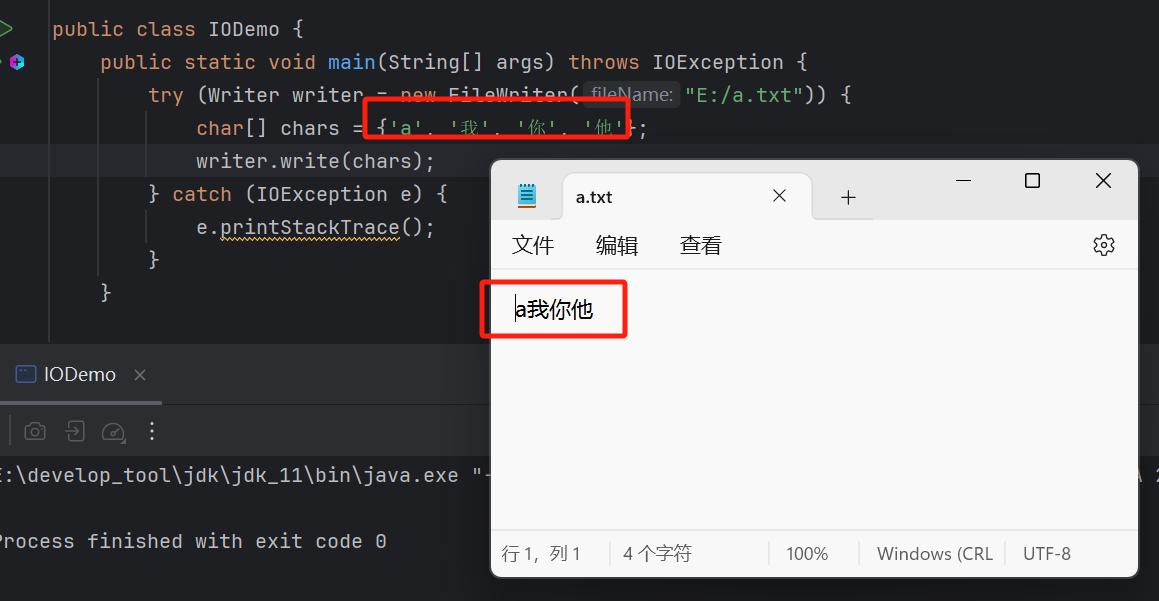 public class IODemo {
public static void main(String[] args) throws IOException {
try (Writer writer = new FileWriter( fileName: "E:/a.txt")) {
char[] chars = {'a', '我', '你', '他'};
writer.write(chars);
} catch (IOException e) {
e.printStackTrace();
}
}
a.txt
文件 编辑 查看
a我你他
行 1，列 1 4 个字符 100% Windows (CRL UTF-8
IODemo
E:\develop_tool\jdk\jdk_11\bin\java.exe "-
Process finished with exit code 0